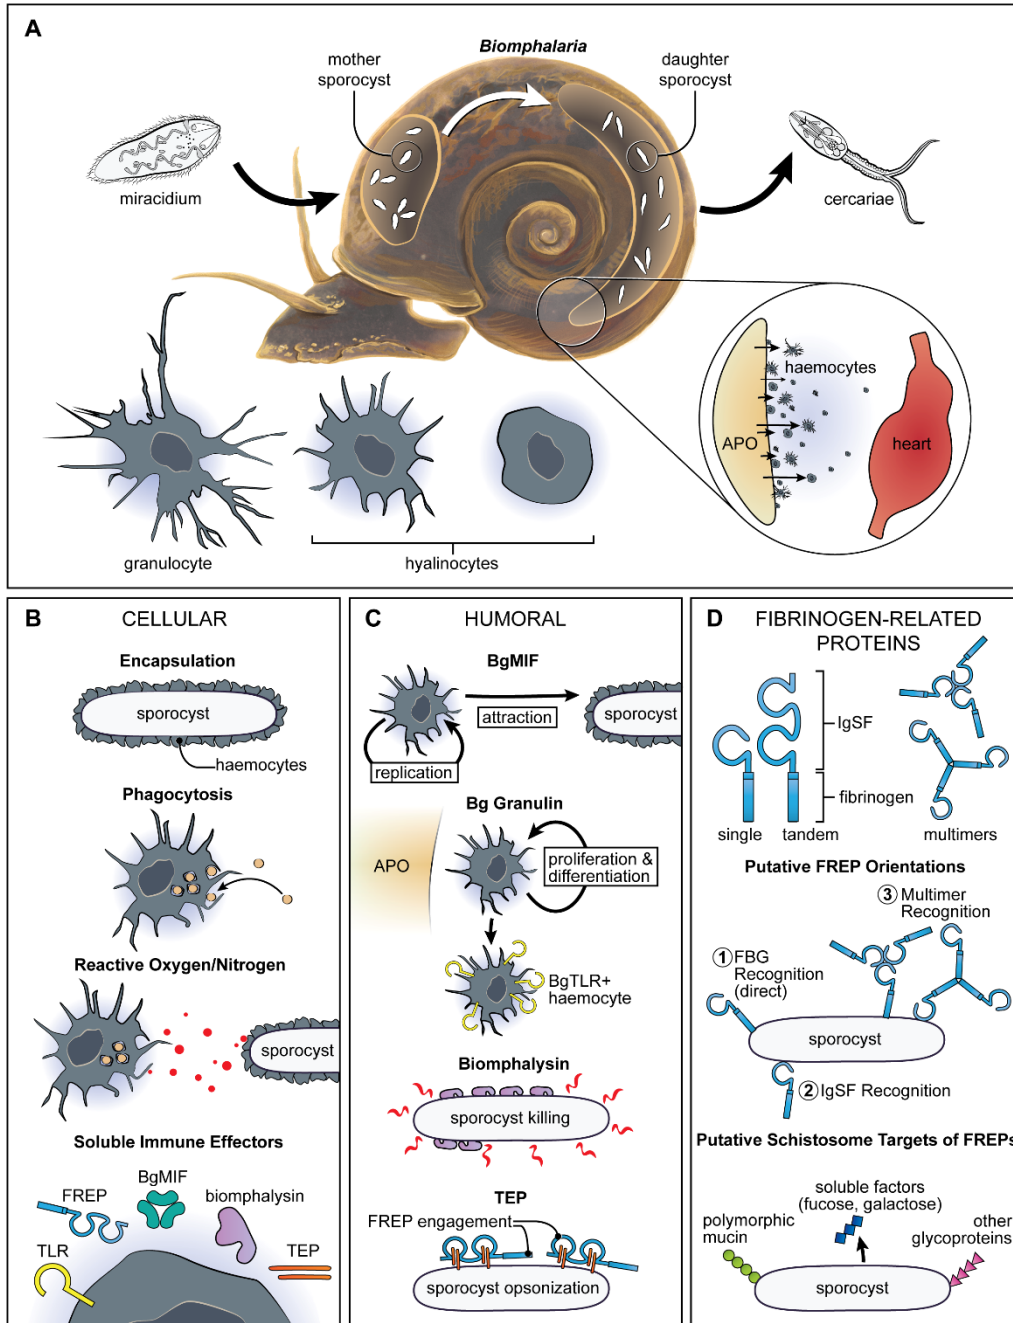 A
Biomphalaria
mother
sporocyst
daughter
sporocyst
miracidium
cercariae
haemocytes
APO
heart
granulocyte
hyalinocytes
B
CELLULAR
Encapsulation
sporocyst
haemocytes
Phagocytosis
Reactive Oxygen/Nitrogen
sporocyst
Soluble Immune Effectors
BgMIF
FREP
biomphalysin
TLR
TEP
C
HUMORAL
BgMIF
attraction
sporocyst
replication
Bg Granulin
APO
proliferation &
differentiation
BgTLR+
haemocyte
Biomphalysin
sporocyst killing
TEP
FREP engagement
sporocyst opsonization
D
FIBRINOGEN-RELATED
PROTEINS
IgSF
fibrinogen
single
tandem
multimers
Putative FREP Orientations
3 Multimer
Recognition
1 FBG
Recognition
(direct)
sporocyst
2 IgSF Recognition
Putative Schistosome Targets of FREPs
soluble factors
(fucose, galactose)
polymorphic
mucin
other
glycoproteins
sporocyst